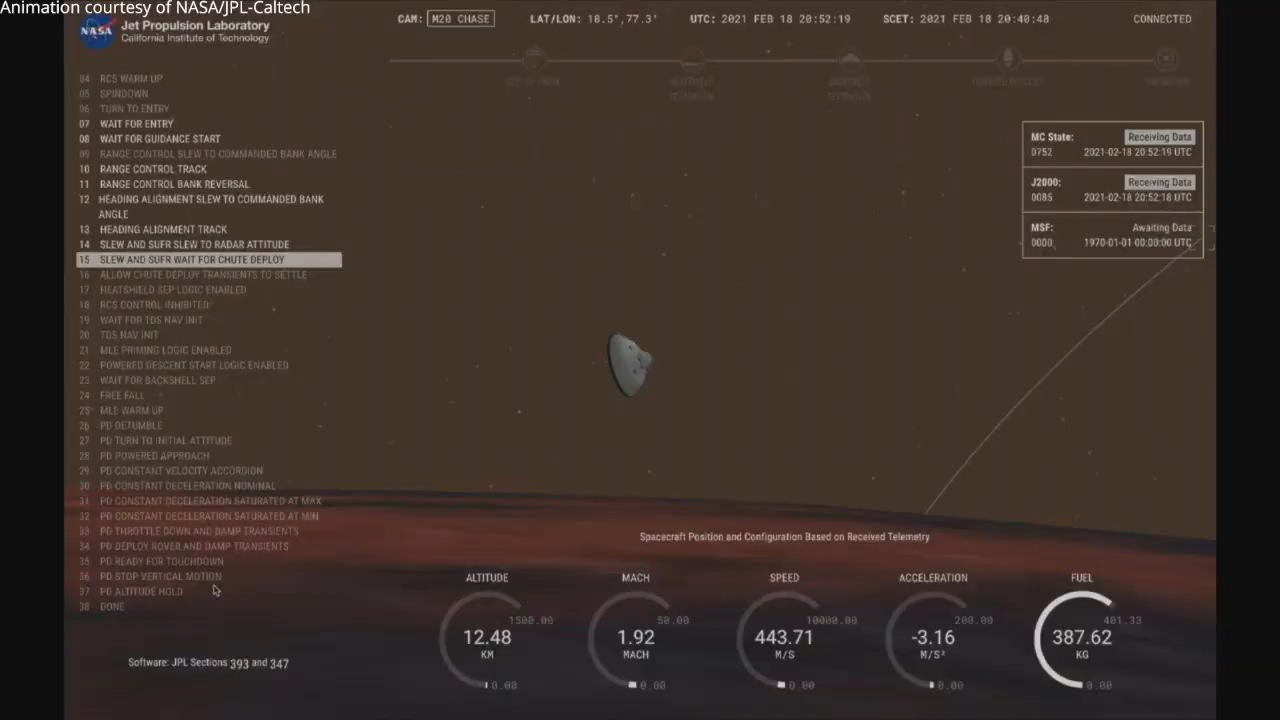 Animation courtesy of NASA/JPL-Caltech
NASA
Jet Propulsion Laboratory
California Institute of Technology
CAM: M20 CHASE
LAT/LON: 18.5°,77.3°
UTC: 2021 FEB 18 20:52:19
SCET: 2021 FEB 18 20:40:48
CONNECTED
04 RCS WARM UP
05 SPINDOWN
06 TURN TO ENTRY
07 WAIT FOR ENTRY
08 WAIT FOR GUIDANCE START
09 RANGE CONTROL SLEW TO COMMANDED BANK ANGLE
10 RANGE CONTROL TRACK
11 RANGE CONTROL BANK REVERSAL
12 HEADING ALIGNMENT SLEW TO COMMANDED BANK
ANGLE
13 HEADING ALIGNMENT TRACK
14 SLEW AND SUFR SLEW TO RADAR ATTITUDE
15 SLEW AND SUFR WAIT FOR CHUTE DEPLOY
16 ALLOW CHUTE DEPLOY TRANSIENTS TO SETTLE
17 HEATSHIELD SEP LOGIC ENABLED
18 RCS CONTROL INHIBITED
19 WAIT FOR TDS NAV INIT
20 TDS NAV INIT
21 MLE PRIMING LOGIC ENABLED
22 POWERED DESCENT START LOGIC ENABLED
23 WAIT FOR BACKSHELL SEP
24 FREE FALL
25 MLE WARM UP
26 PD DETUMBLE
27 PD TURN TO INITIAL ATTITUDE
28 PD POWERED APPROACH
29 PD CONSTANT VELOCITY ACCORDION
30 PD CONSTANT DECELERATION NOMINAL
31 PD CONSTANT DECELERATION SATURATED AT MAX
32 PD CONSTANT DECELERATION SATURATED AT MIN
33 PD THROTTLE DOWN AND DAMP TRANSIENTS
34 PD DEPLOY ROVER AND DAMP TRANSIENTS
35 PD READY FOR TOUCHDOWN
36 PD STOP VERTICAL MOTION
37 PD ALTITUDE HOLD
38 DONE
Software: JPL Sections 393 and 347
MC State: Receiving Data
0752 2021-02-18 20:52:19 UTC
J2000: Receiving Data
0085 2021-02-18 20:52:18 UTC
MSF: Awaiting Data
0000 1970-01-01 00:00:00 UTC
Spacecraft Position and Configuration Based on Received Telemetry
ALTITUDE
1500.00
12.48
KM
0.00
MACH
50.00
1.92
MACH
0.00
SPEED
10000.00
443.71
M/S
0.00
ACCELERATION
200.00
-3.16
M/S²
0.00
FUEL
401.33
387.62
KG
0.00